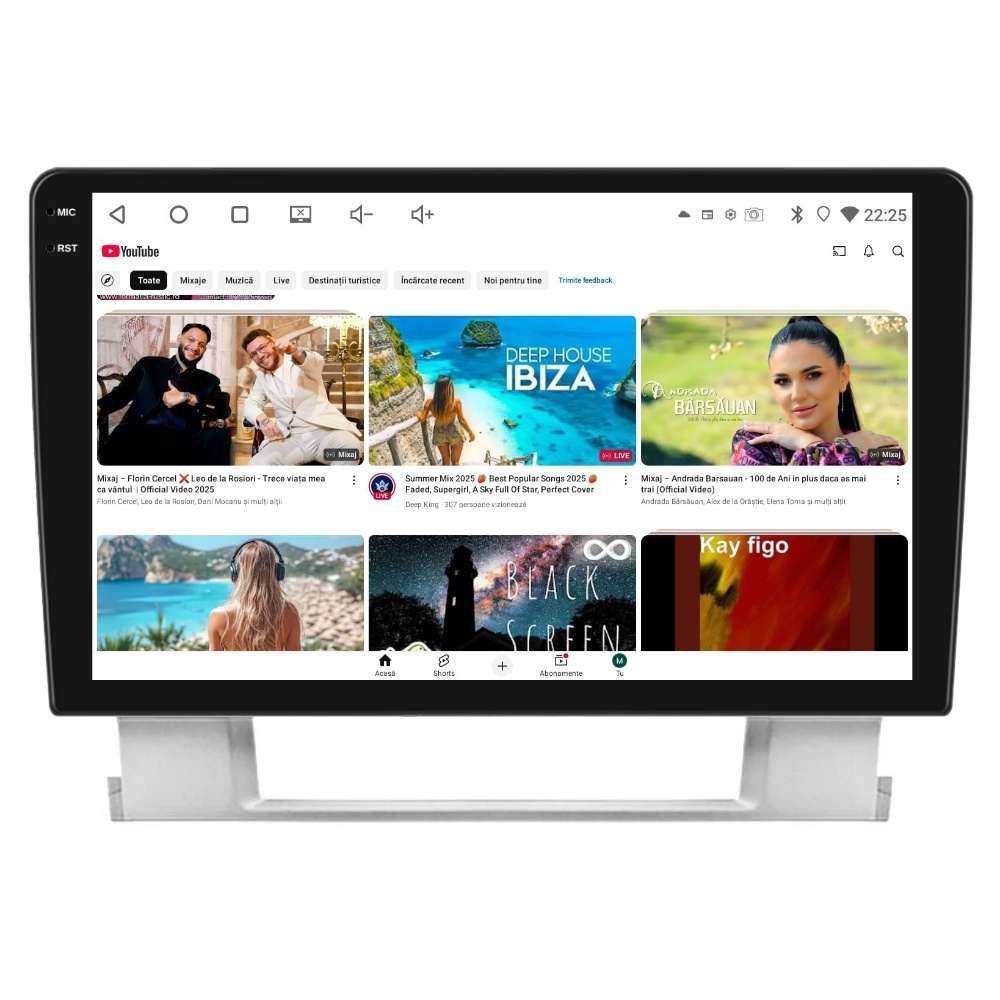 MIC
22:25
RST
YouTube
Toate
Mixaje
Muzică
Live
Destinații turistice
Încărcate recent
Noi pentru tine
Trimite feedback
DEEP HOUSE
IBIZA
ANDRADA
BÂRSĂUAN
Mixaj
LIVE
Mixaj
Mixaj – Florin Cercel ❌ Leo de la Rosiori - Trece viața mea
ca vântul | Official Video 2025
Florin Cercel, Leo de la Rosiori, Dani Mocanu și mulți alții
LIVE
Summer Mix 2025 🍓 Best Popular Songs 2025 🍓
Faded, Supergirl, A Sky Full Of Star, Perfect Cover
Deep King · 307 persoane vizionează
Mixaj – Andrada Barsauan - 100 de Ani in plus daca as mai
trai (Official Video)
Andrada Bârsăuan, Alex de la Orăștie, Elena Toma și mulți alții
BLACK
SCREEN
Kay figo
Acasă
Shorts
Abonamente
M
Tu